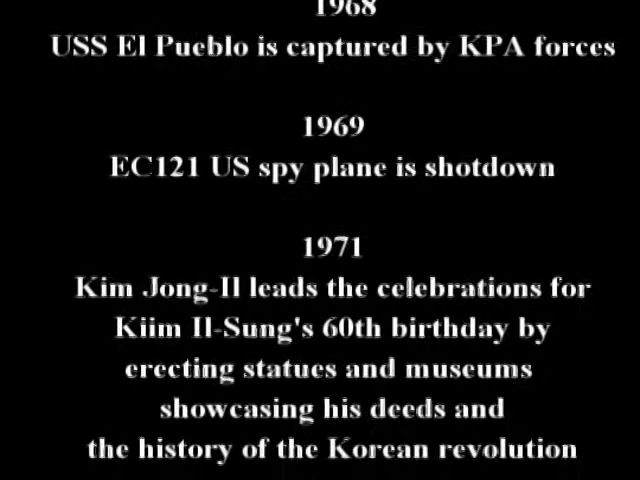 1968
USS El Pueblo is captured by KPA forces
1969
EC121 US spy plane is shotdown
1971
Kim Jong-Il leads the celebrations for
Kiim Il-Sung's 60th birthday by
erecting statues and museums
showcasing his deeds and
the history of the Korean revolution